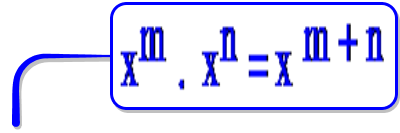 xᵐ . xⁿ = xᵐ⁺ⁿ